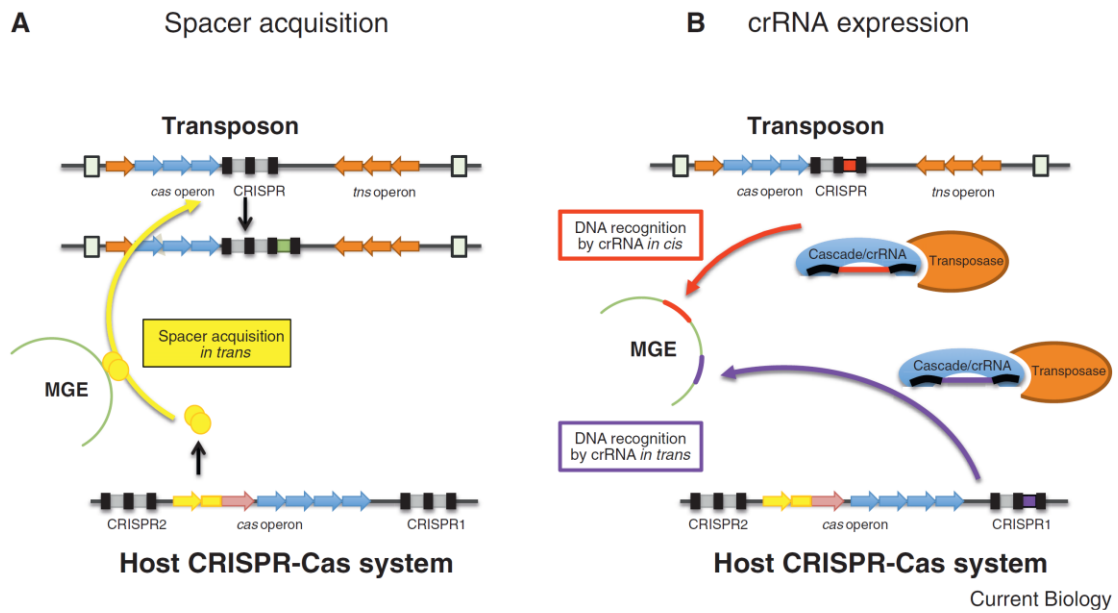 A
Spacer acquisition
Transposon
cas operon
CRISPR
tns operon
Spacer acquisition
in trans
MGE
CRISPR2
cas operon
CRISPR1
Host CRISPR-Cas system
B
crRNA expression
Transposon
cas operon
CRISPR
tns operon
DNA recognition
by crRNA in cis
Cascade/crRNA
Transposase
MGE
Cascade/crRNA
Transposase
DNA recognition
by crRNA in trans
CRISPR2
cas operon
CRISPR1
Host CRISPR-Cas system
Current Biology